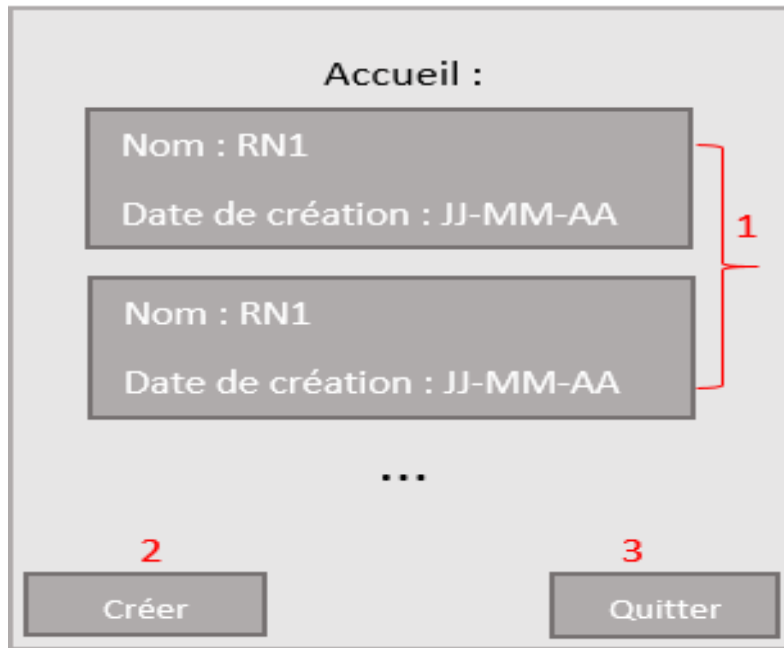 Accueil :
Nom : RN1
Date de création : JJ-MM-AA
1
Nom : RN1
Date de création : JJ-MM-AA
...
2
3
Créer
Quitter